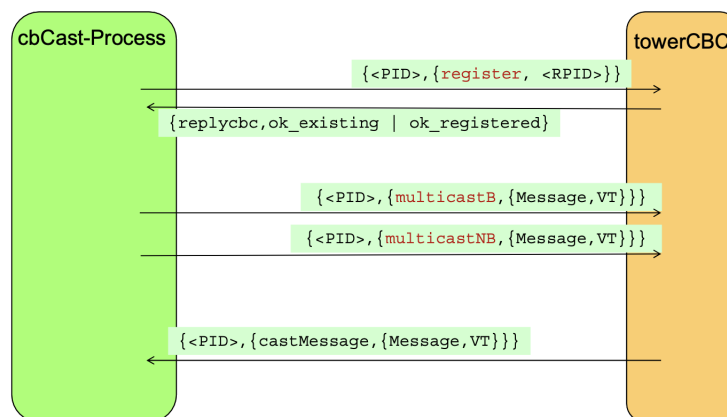 cbCast-Process
towerCBC
{<PID>,{register, <RPID>}}
{replycbc,ok_existing | ok_registered}
{<PID>,{multicastB,{Message,VT}}}
{<PID>,{multicastNB,{Message,VT}}}
{<PID>,{castMessage,{Message,VT}}}